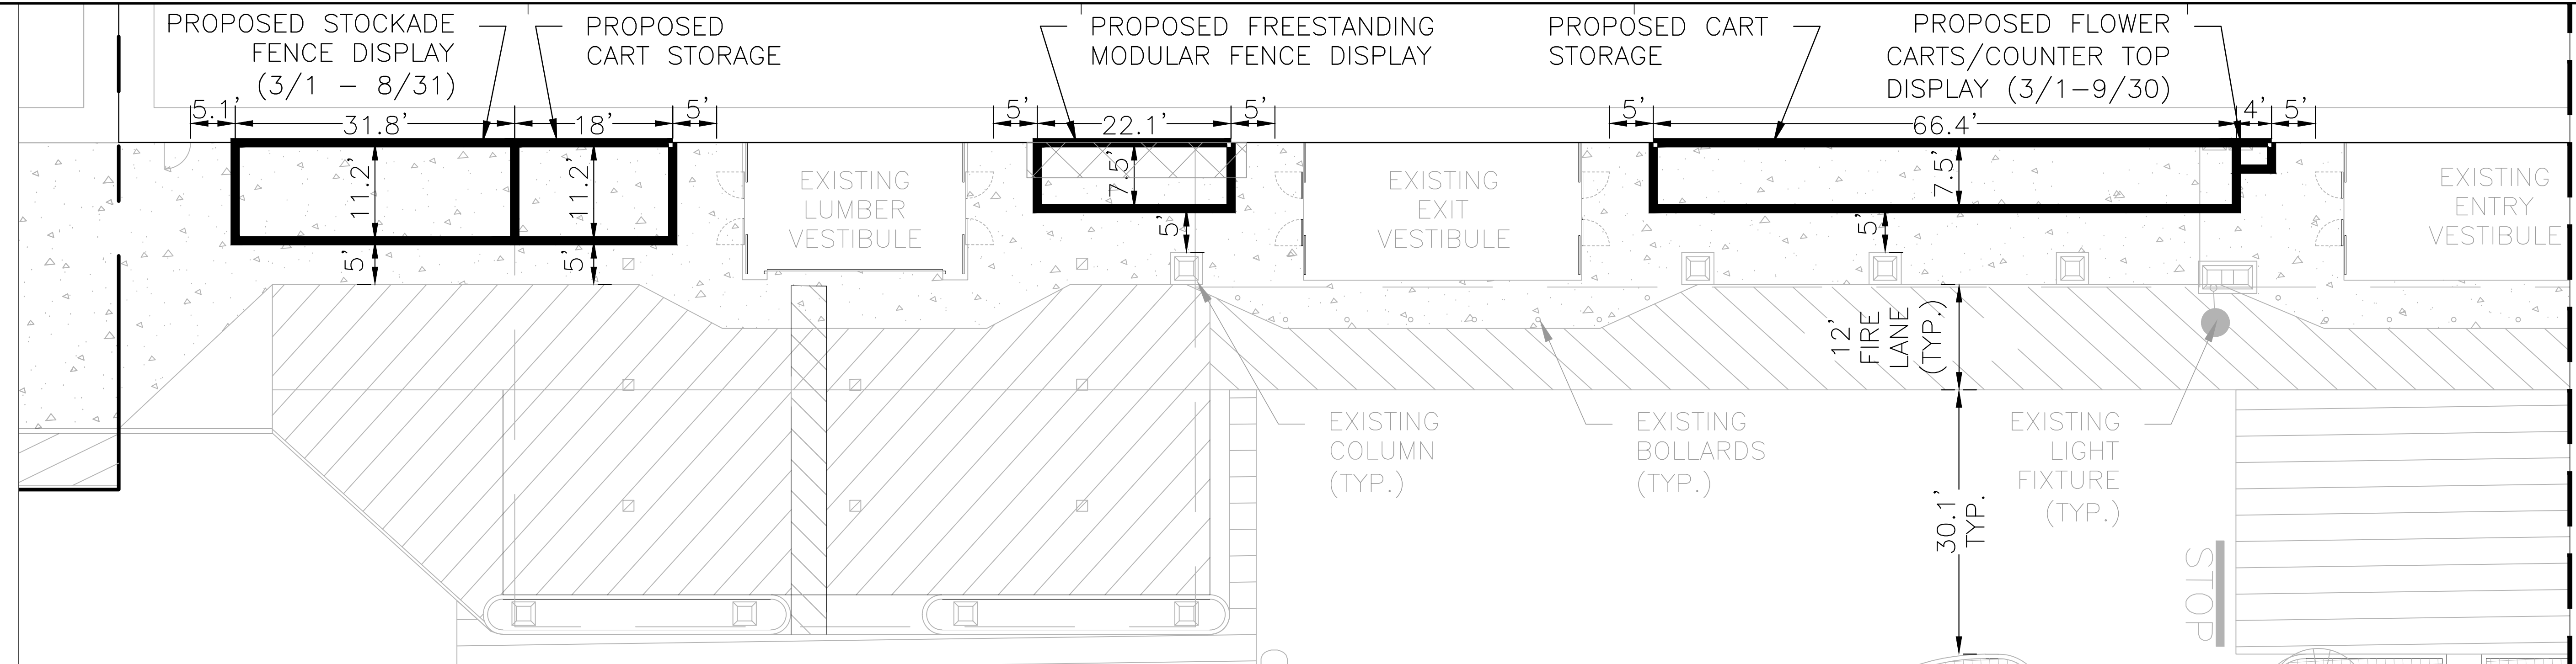 PROPOSED STOCKADE
FENCE DISPLAY
(3/1 - 8/31)
PROPOSED
CART STORAGE
PROPOSED FREESTANDING
MODULAR FENCE DISPLAY
PROPOSED CART
STORAGE
PROPOSED FLOWER
CARTS/COUNTER TOP
DISPLAY (3/1-9/30)
5.1'
31.8'
18'
5'
5'
22.1'
5'
5'
66.4'
4'
5'
11.2'
11.2'
7.5'
7.5'
EXISTING
LUMBER
VESTIBULE
EXISTING
EXIT
VESTIBULE
EXISTING
ENTRY
VESTIBULE
5'
5'
5'
5'
12'
FIRE
LANE
(TYP.)
EXISTING
COLUMN
(TYP.)
EXISTING
BOLLARDS
(TYP.)
EXISTING
LIGHT
FIXTURE
(TYP.)
30.1'
TYP.
STOP